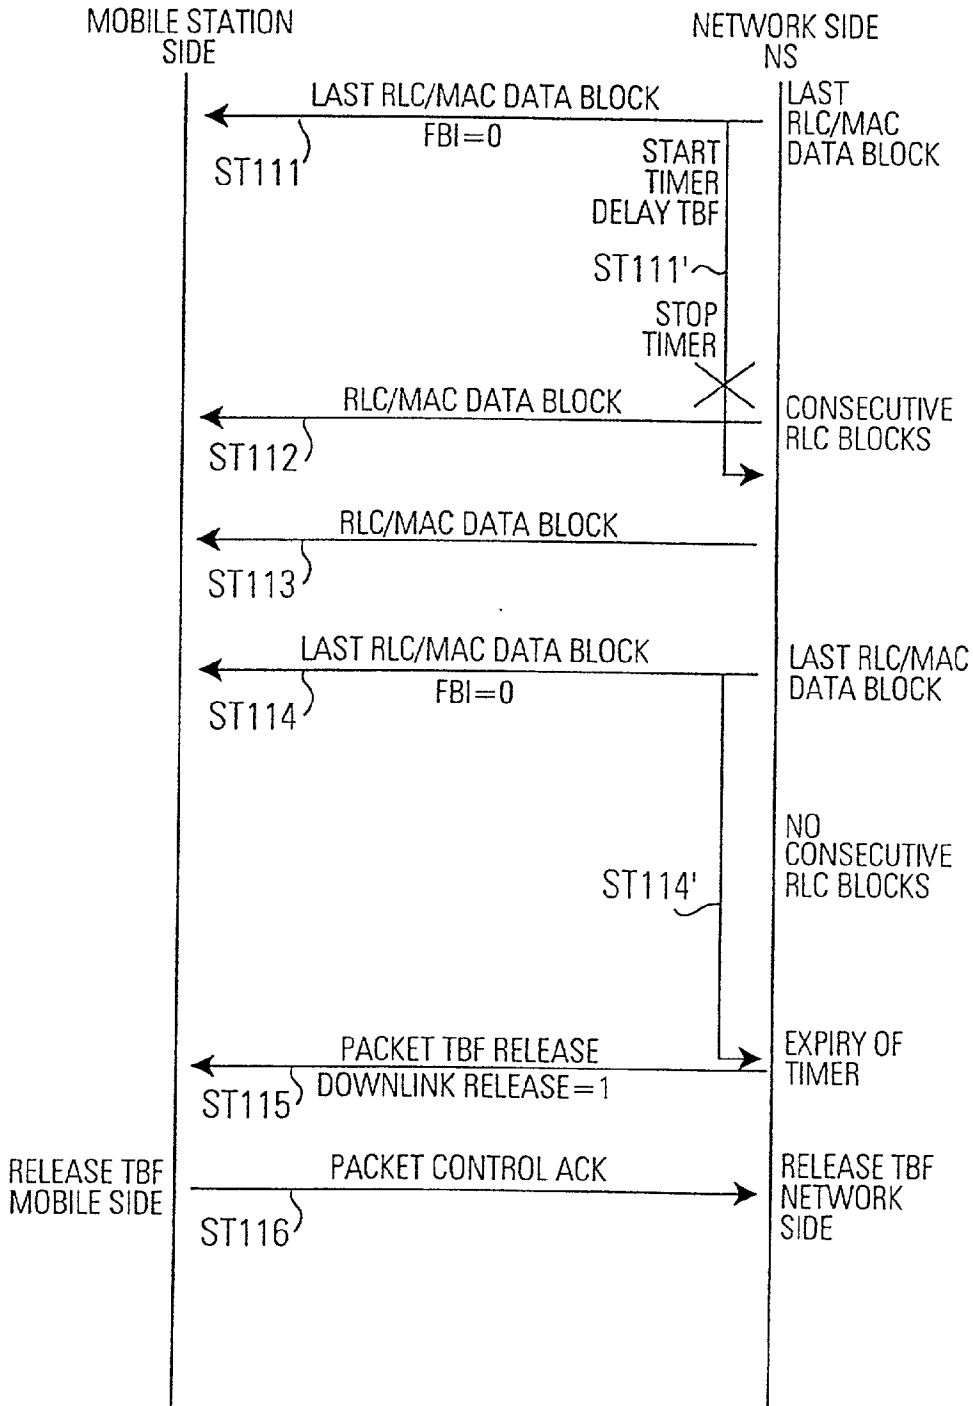 MOBILE STATION
SIDE
NETWORK SIDE
NS
LAST RLC/MAC DATA BLOCK
FBI=0
ST111
LAST
RLC/MAC
DATA BLOCK
START
TIMER
DELAY TBF
ST111'
STOP
TIMER
RLC/MAC DATA BLOCK
ST112
CONSECUTIVE
RLC BLOCKS
RLC/MAC DATA BLOCK
ST113
LAST RLC/MAC DATA BLOCK
FBI=0
ST114
LAST RLC/MAC
DATA BLOCK
NO
CONSECUTIVE
RLC BLOCKS
ST114'
PACKET TBF RELEASE
DOWNLINK RELEASE=1
ST115
EXPIRY OF
TIMER
RELEASE TBF
MOBILE SIDE
PACKET CONTROL ACK
ST116
RELEASE TBF
NETWORK
SIDE